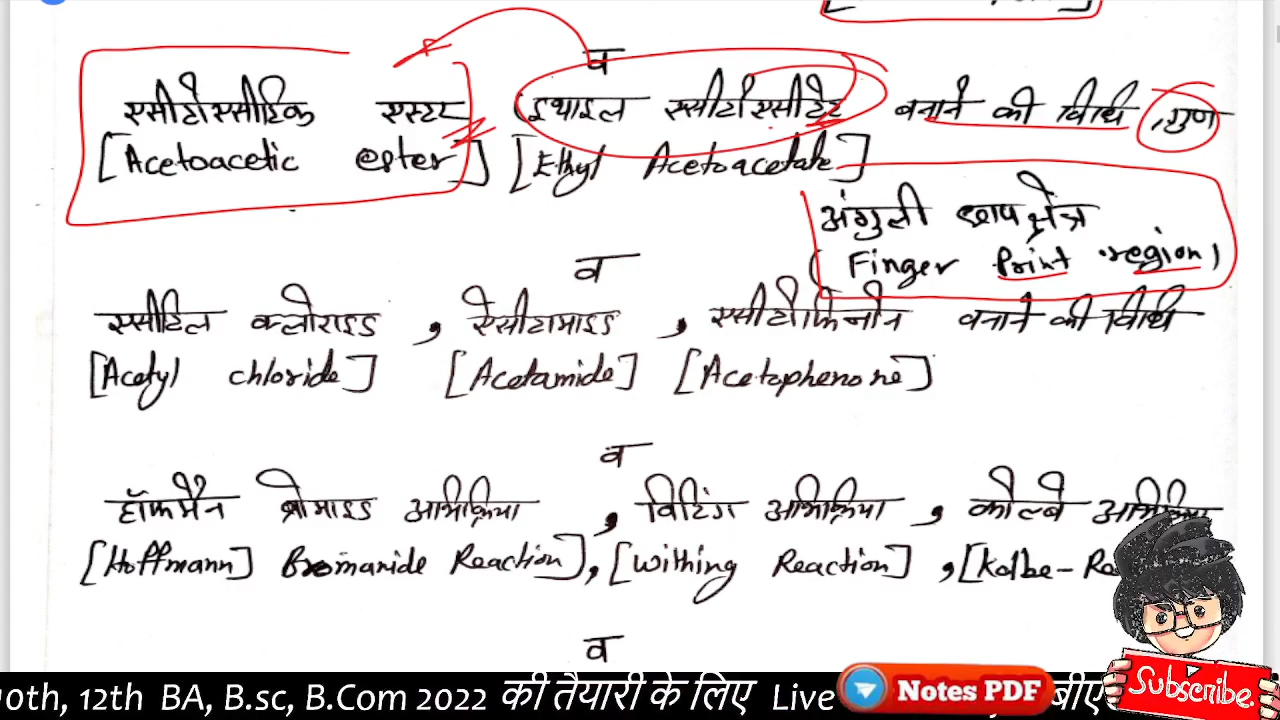 व
एसीटोएसीटिक एस्टर इथाइल एसीटोएसीटेट बनाने की विधि, गुण
[Acetoacetic ester] [Ethyl Acetoacetate]
अंगुली छाप क्षेत्र
(Finger Print region)
व
एसीटिल क्लोराइड, ऐसीटामाइड, एसीटोफिनोन बनाने की विधि
[Acetyl chloride] [Acetamide] [Acetophenone]
व
हॉफमैन ब्रोमाइड अभिक्रिया, विटिंग अभिक्रिया, कोल्बे अभिक्रिया
[Hoffmann] Bromamide Reaction], [Withing Reaction], [Kolbe-Re
व
10th, 12th BA, B.sc, B.Com 2022 की तैयारी के लिए Live Notes PDF बीए
Subscribe